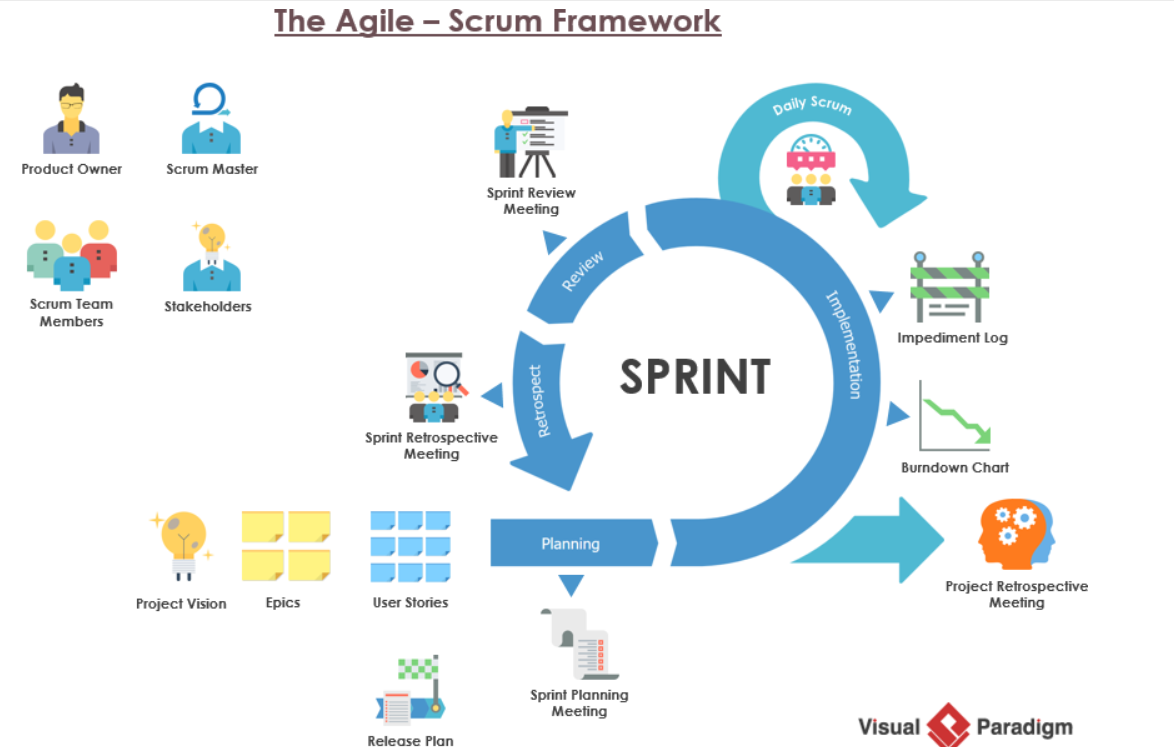 The Agile – Scrum Framework
Product Owner
Scrum Master
Scrum Team
Members
Stakeholders
Sprint Review
Meeting
Daily Scrum
Review
Implementation
Impediment Log
SPRINT
Retrospect
Sprint Retrospective
Meeting
Burndown Chart
Planning
Project Vision
Epics
User Stories
Project Retrospective
Meeting
Sprint Planning
Meeting
Release Plan
Visual Paradigm